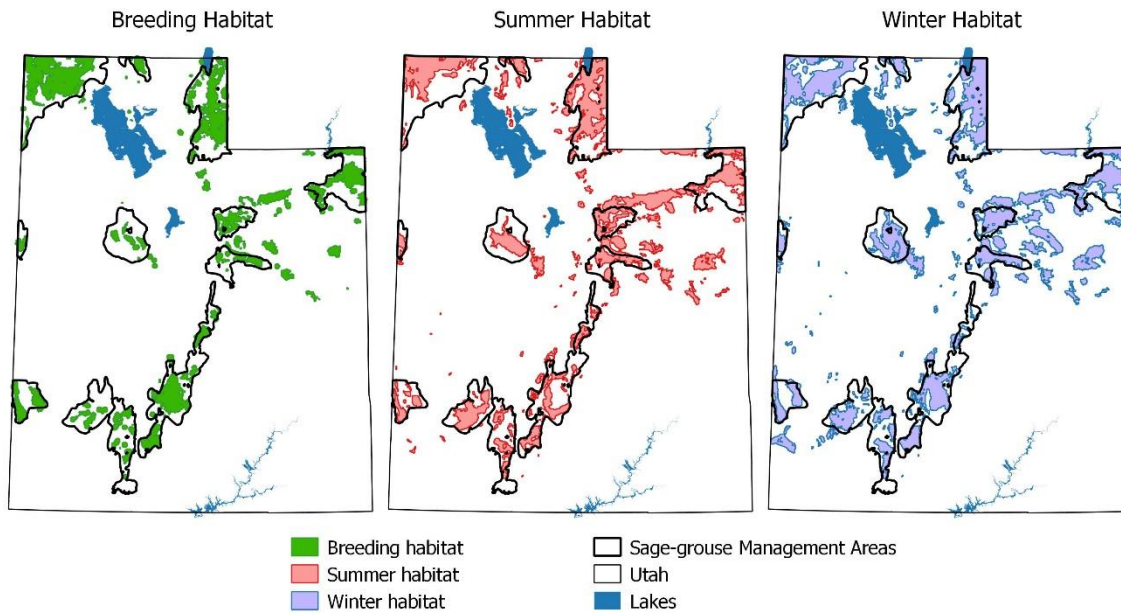 Breeding Habitat
Summer Habitat
Winter Habitat
Breeding habitat
Summer habitat
Winter habitat
Sage-grouse Management Areas
Utah
Lakes